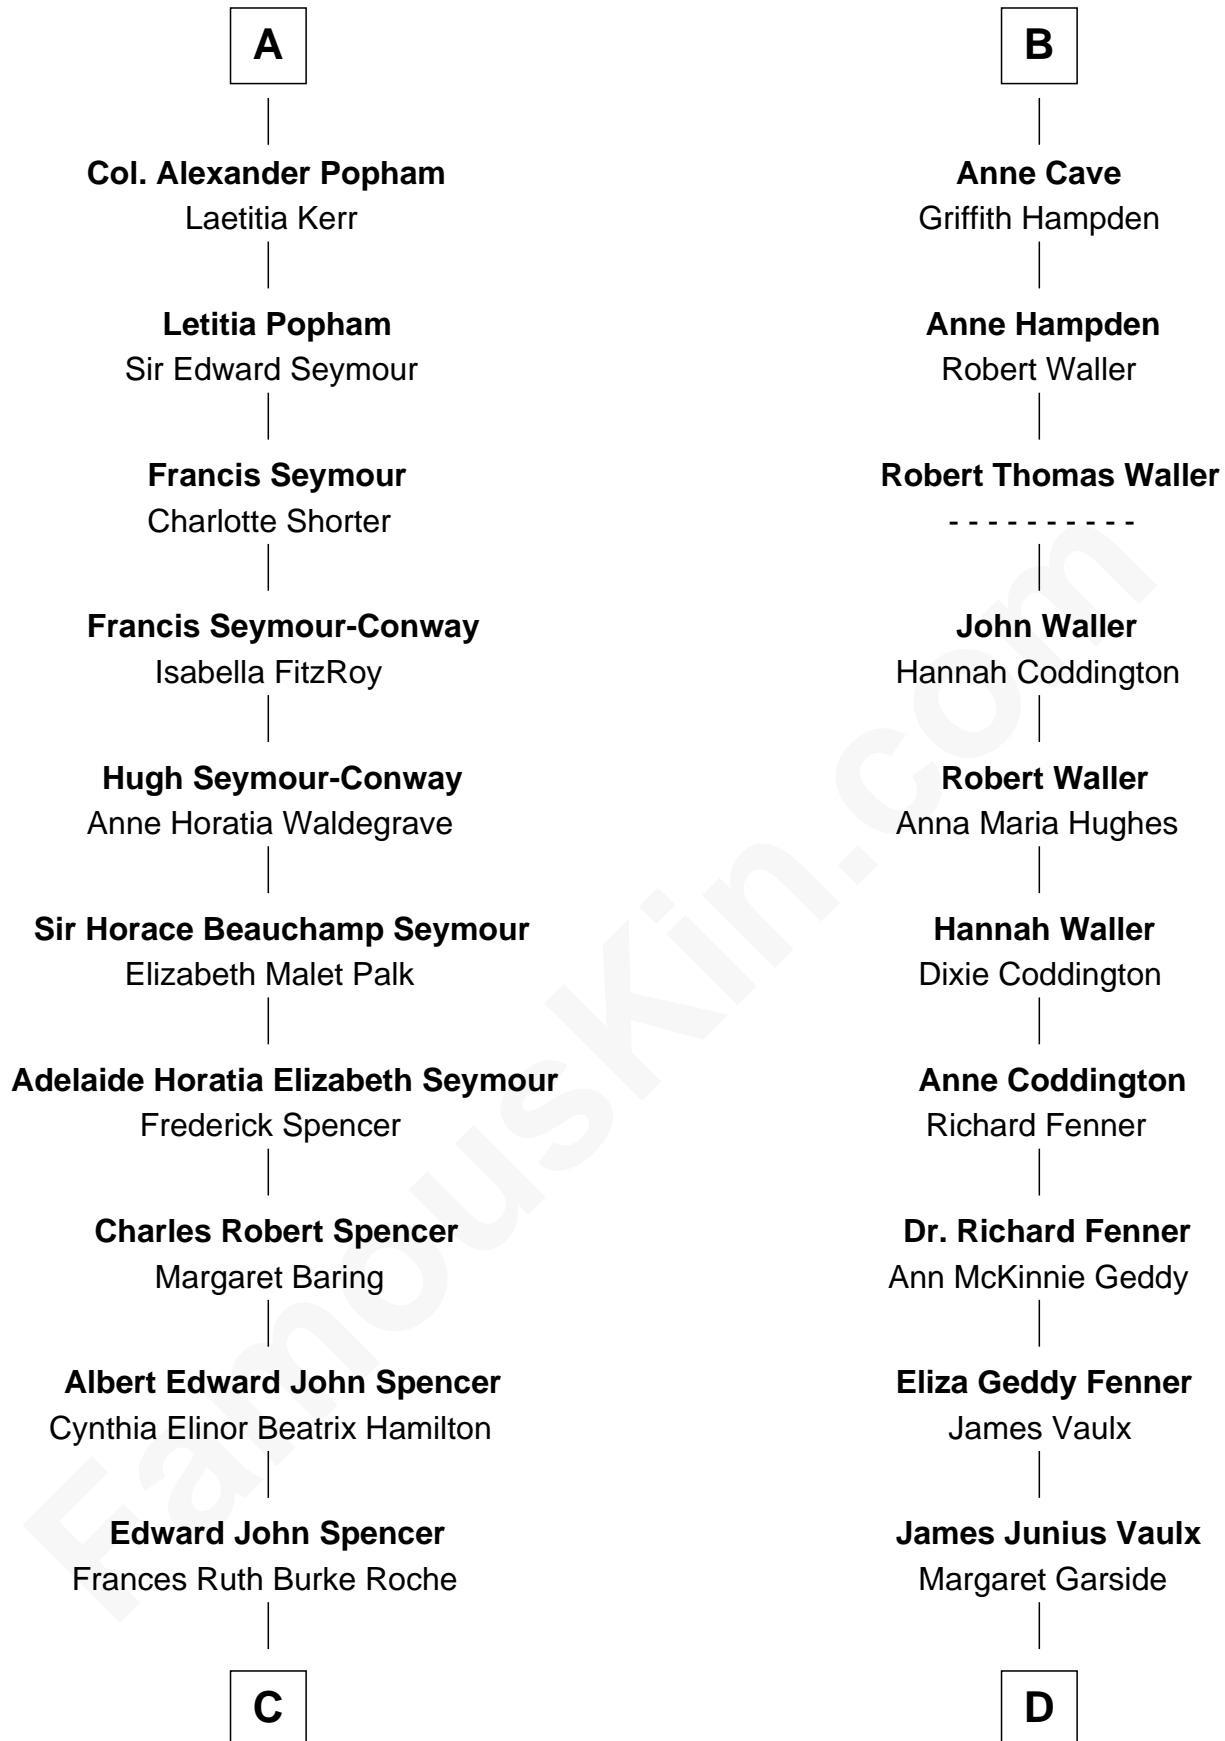 A
Col. Alexander Popham
Laetitia Kerr
Letitia Popham
Sir Edward Seymour
Francis Seymour
Charlotte Shorter
Francis Seymour-Conway
Isabella FitzRoy
Hugh Seymour-Conway
Anne Horatia Waldegrave
Sir Horace Beauchamp Seymour
Elizabeth Malet Palk
Adelaide Horatia Elizabeth Seymour
Frederick Spencer
Charles Robert Spencer
Margaret Baring
Albert Edward John Spencer
Cynthia Elinor Beatrix Hamilton
Edward John Spencer
Frances Ruth Burke Roche
C
B
Anne Cave
Griffith Hampden
Anne Hampden
Robert Waller
Robert Thomas Waller
- - - - - - - - - -
John Waller
Hannah Coddington
Robert Waller
Anna Maria Hughes
Hannah Waller
Dixie Coddington
Anne Coddington
Richard Fenner
Dr. Richard Fenner
Ann McKinnie Geddy
Eliza Geddy Fenner
James Vaulx
James Junius Vaulx
Margaret Garside
D
FamousKin.com